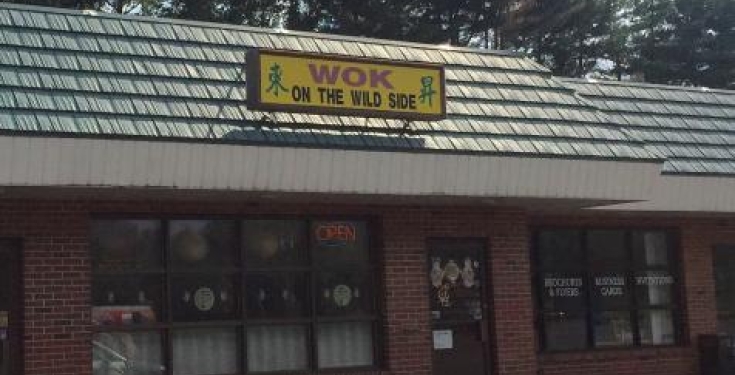 東 WOK 昇
ON THE WILD SIDE
OPEN
BROCHURES
& FLYERS
BUSINESS
CARDS
INVITATIONS